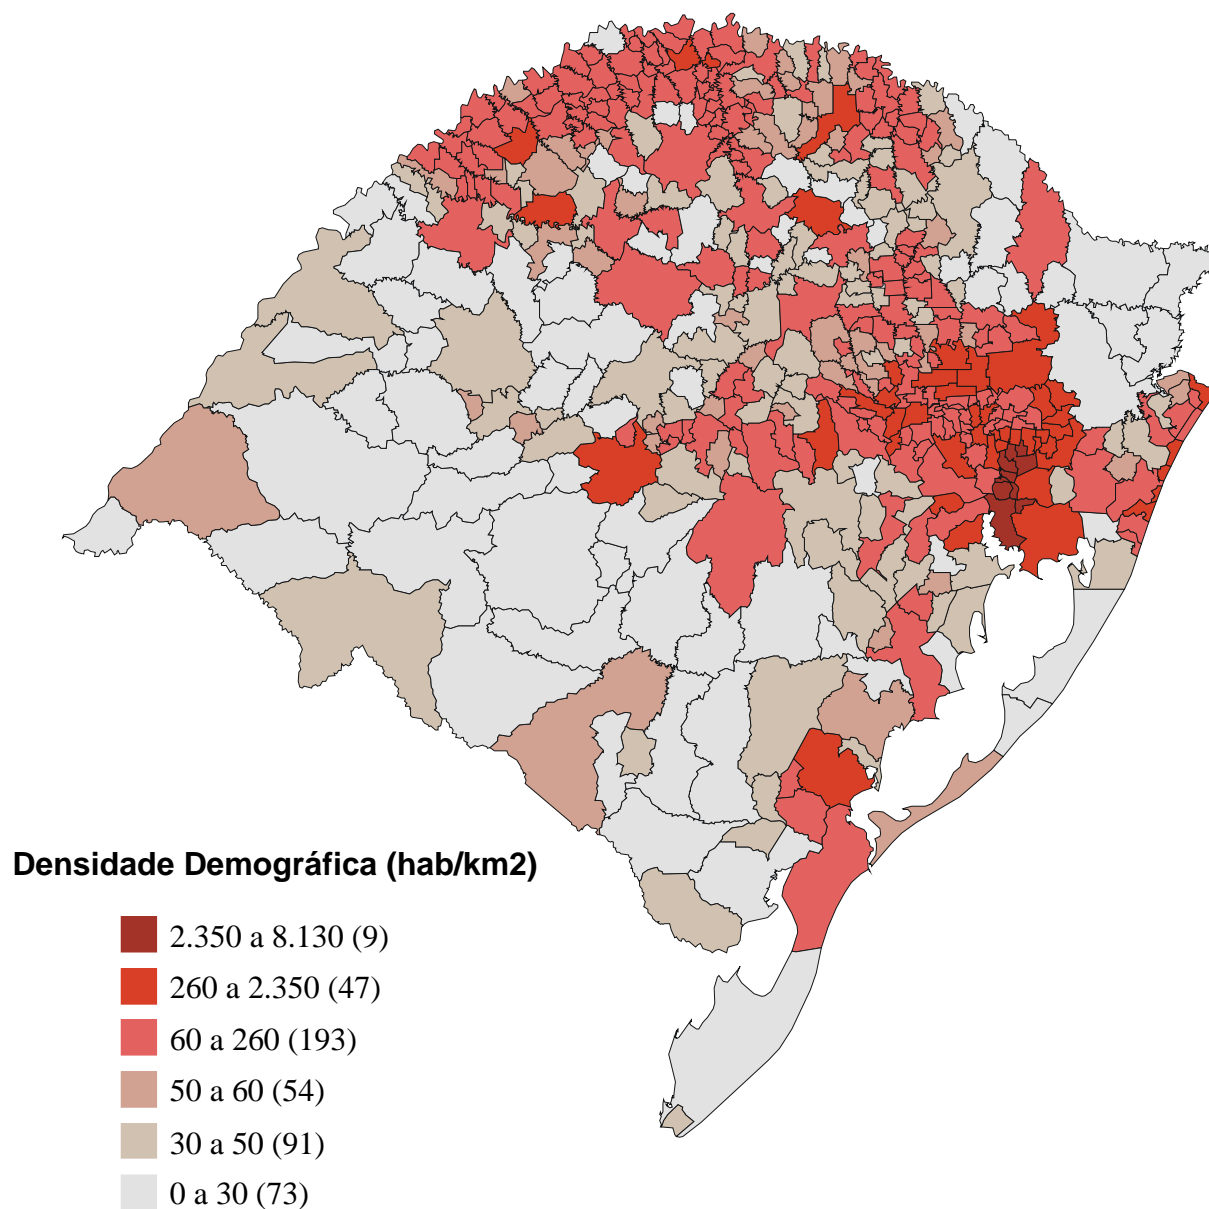 Densidade Demográfica (hab/km2)
2.350 a 8.130 (9)
260 a 2.350 (47)
60 a 260 (193)
50 a 60 (54)
30 a 50 (91)
0 a 30 (73)